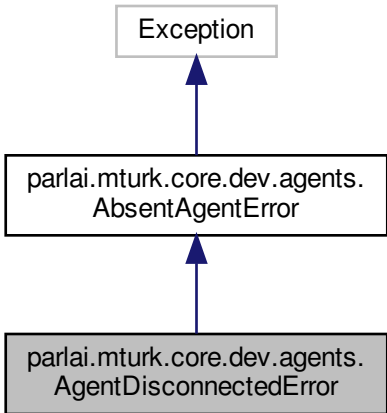 Exception
parlai.mturk.core.dev.agents.
AbsentAgentError
parlai.mturk.core.dev.agents.
AgentDisconnectedError